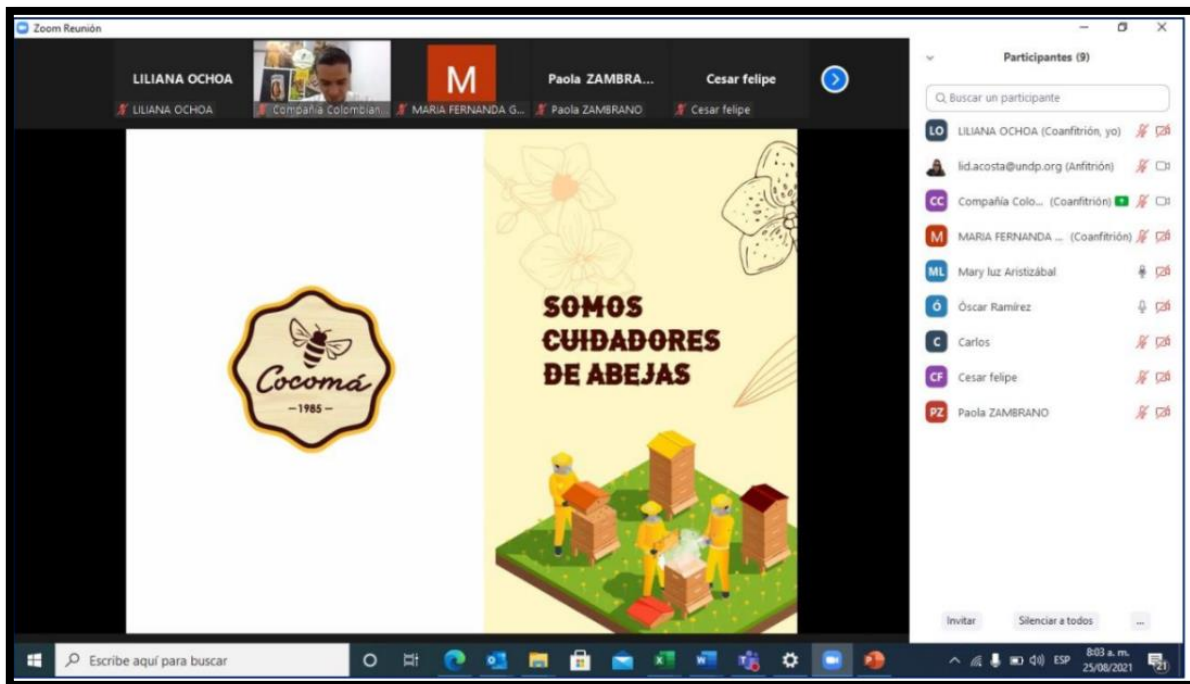 Zoom Reunión
LILIANA OCHOA
Paola ZAMBRA...
Cesar felipe
M
LILIANA OCHOA
Compañía Colombian...
MARIA FERNANDA G...
Paola ZAMBRANO
Cesar felipe
Cocomá
-1985-
SOMOS
CUIDADORES
DE ABEJAS
Participantes (9)
Buscar un participante
LO LILIANA OCHOA (Coanfitrión, yo)
lid.acosta@undp.org (Anfitrión)
CC Compañía Colo... (Coanfitrión)
M MARIA FERNANDA ... (Coanfitrión)
ML Mary luz Aristizábal
Ó Óscar Ramírez
C Carlos
CF Cesar felipe
PZ Paola ZAMBRANO
Invitar Silenciar a todos ...
Escribe aquí para buscar
ESP
8:03 a. m.
25/08/2021
21